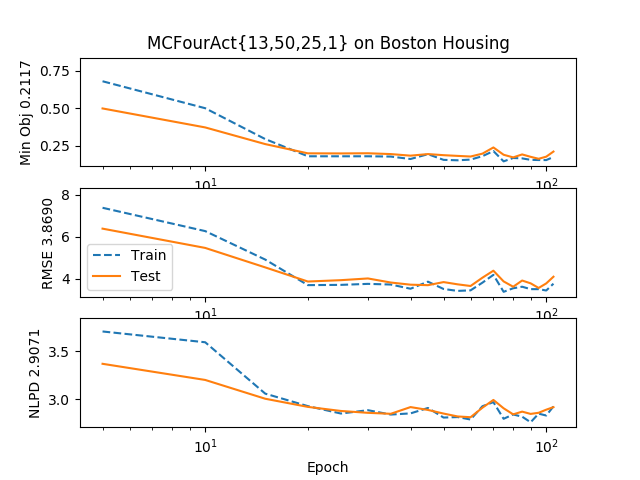 MCFourAct{13,50,25,1} on Boston Housing
Min Obj 0.2117
0.75
0.50
0.25
10¹
10²
RMSE 3.8690
8
6
4
Train
Test
10¹
10²
NLPD 2.9071
3.5
3.0
10¹
10²
Epoch